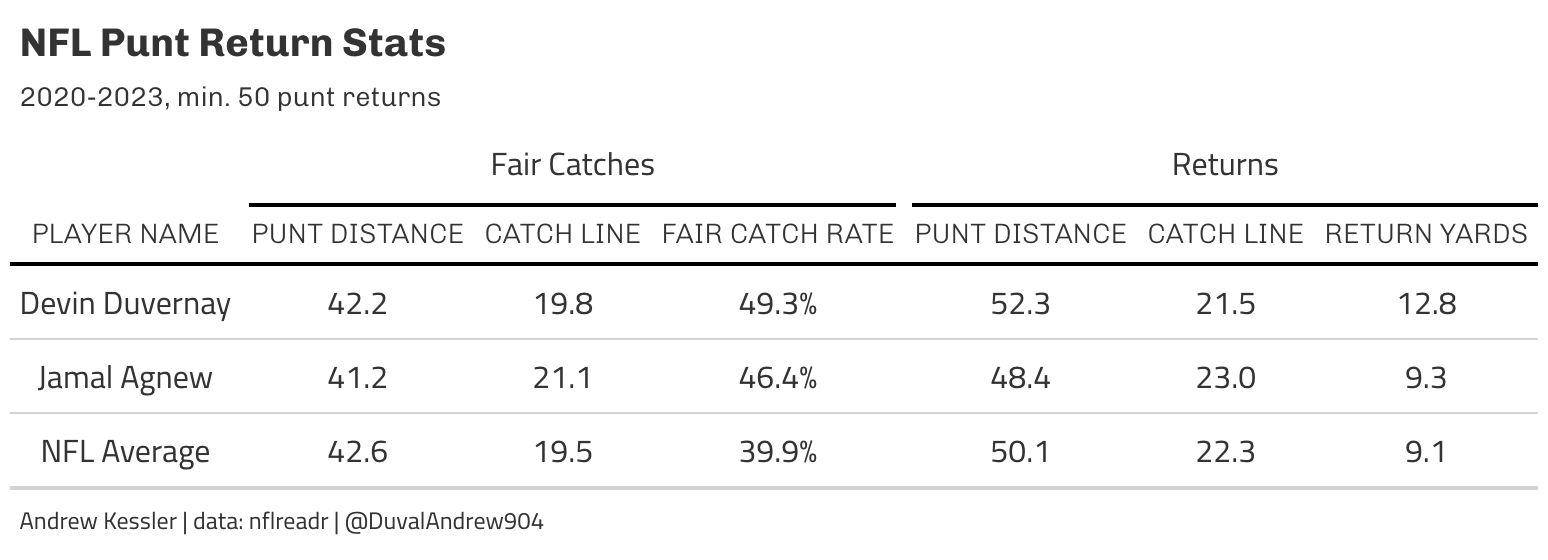 NFL Punt Return Stats
2020-2023, min. 50 punt returns
Fair Catches Returns
PLAYER NAME PUNT DISTANCE CATCH LINE FAIR CATCH RATE PUNT DISTANCE CATCH LINE RETURN YARDS
Devin Duvernay 42.2 19.8 49.3% 52.3 21.5 12.8
Jamal Agnew 41.2 21.1 46.4% 48.4 23.0 9.3
NFL Average 42.6 19.5 39.9% 50.1 22.3 9.1
Andrew Kessler | data: nflreadr | @DuvalAndrew904